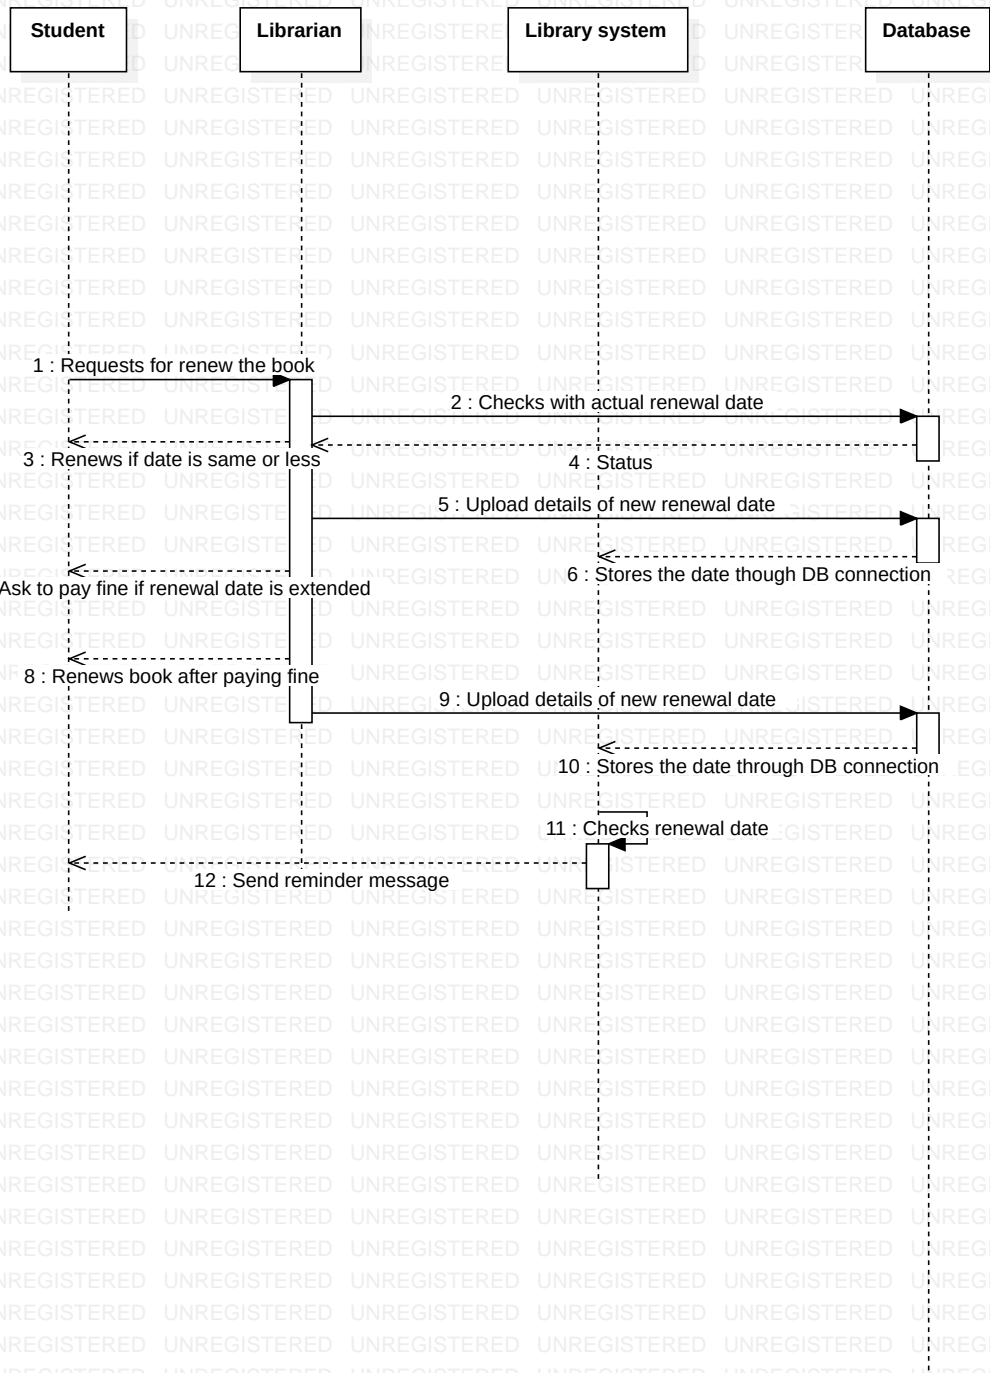 Student
Librarian
Library system
Database
1 : Requests for renew the book
2 : Checks with actual renewal date
3 : Renews if date is same or less
4 : Status
5 : Upload details of new renewal date
6 : Stores the date though DB connection
Ask to pay fine if renewal date is extended
8 : Renews book after paying fine
9 : Upload details of new renewal date
10 : Stores the date through DB connection
11 : Checks renewal date
12 : Send reminder message
UNREGISTERED